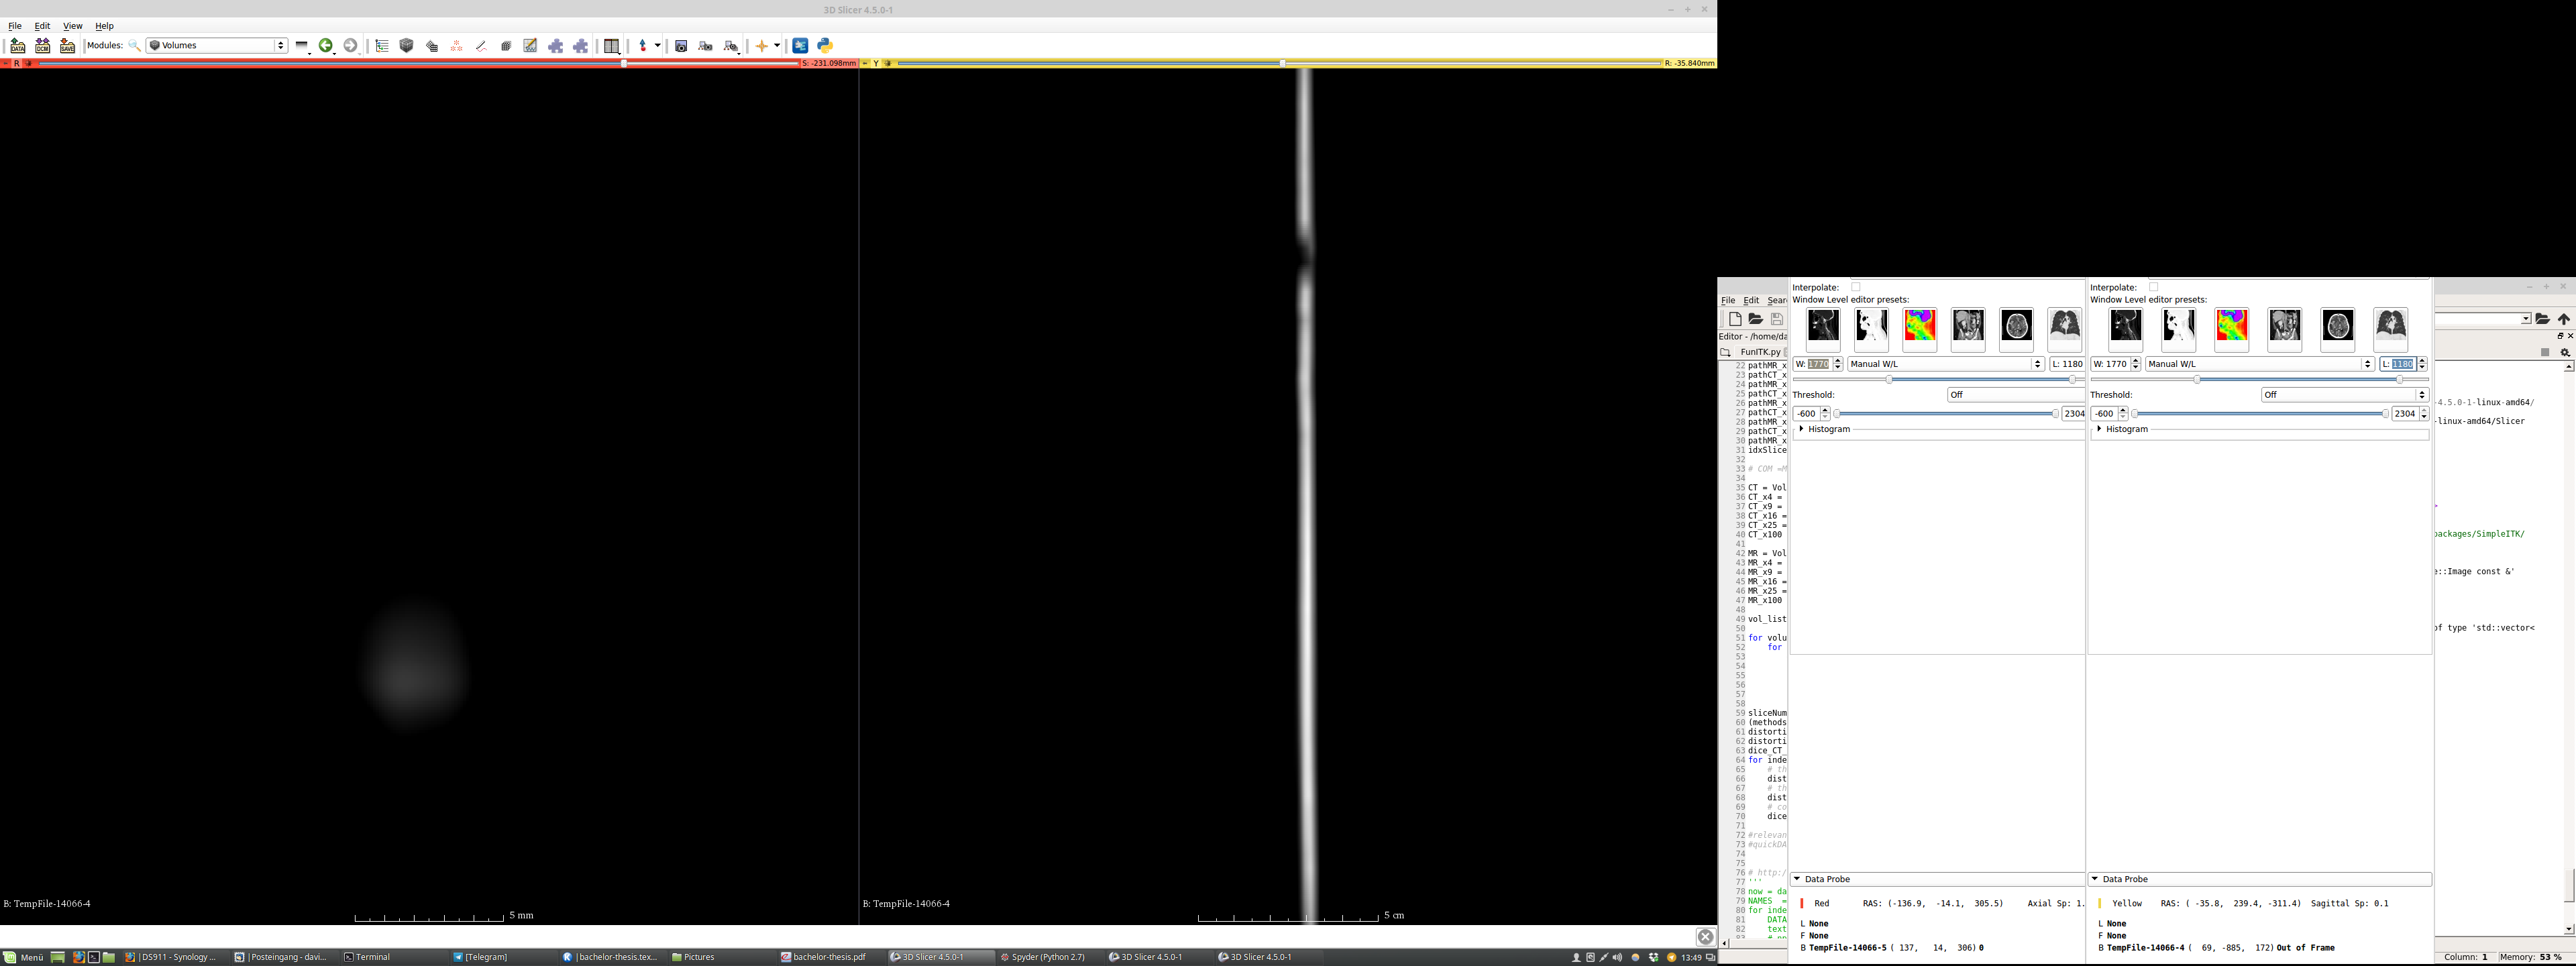 3D Slicer 4.5.0-1
File Edit View Help
DATA DCM SAVE Modules: Volumes
R S: -231.098mm Y R: -35.840mm
B: TempFile-14066-4 5 mm
B: TempFile-14066-4 5 cm
File Edit Sear
Editor - /home/da
FunITK.py
22 pathMR_x
23 pathCT_x
24 pathMR_x
25 pathCT_x
26 pathMR_x
27 pathCT_x
28 pathMR_x
29 pathCT_x
30 pathMR_x
31 idxSlice
32
33 # COM =M
34
35 CT = Vol
36 CT_x4 =
37 CT_x9 =
38 CT_x16 =
39 CT_x25 =
40 CT_x100
41
42 MR = Vol
43 MR_x4 =
44 MR_x9 =
45 MR_x16 =
46 MR_x25 =
47 MR_x100
48
49 vol_list
50
51 for volu
52 for
53
54
55
56
57
58
59 sliceNum
60 (methods
61 distorti
62 distorti
63 dice_CT_
64 for inde
65 # th
66 dist
67 # th
68 dist
69 # co
70 dice
71
72 #relevan
73 #quickDA
74
75
76 # http:/
77 '''
78 now = da
79 NAMES =
80 for inde
81 DATA
82 text
Interpolate:
Window Level editor presets:
W: 1770 Manual W/L L: 1180
Threshold: Off
-600 2304
Histogram
Data Probe
Red RAS: (-136.9, -14.1, 305.5) Axial Sp: 1.
L None
F None
B TempFile-14066-5 ( 137, 14, 306) 0
Interpolate:
Window Level editor presets:
W: 1770 Manual W/L L: 1180
Threshold: Off
-600 2304
Histogram
Data Probe
Yellow RAS: ( -35.8, 239.4, -311.4) Sagittal Sp: 0.1
L None
F None
B TempFile-14066-4 ( 69, -885, 172) Out of Frame
-4.5.0-1-linux-amd64/
-linux-amd64/Slicer
packages/SimpleITK/
e::Image const &'
of type 'std::vector<
Column: 1 Memory: 53 %
Menü |DS911 - Synology ... |Posteingang - davi... Terminal [Telegram] |bachelor-thesis.tex... Pictures bachelor-thesis.pdf 3D Slicer 4.5.0-1 Spyder (Python 2.7) 3D Slicer 4.5.0-1 3D Slicer 4.5.0-1 13:49